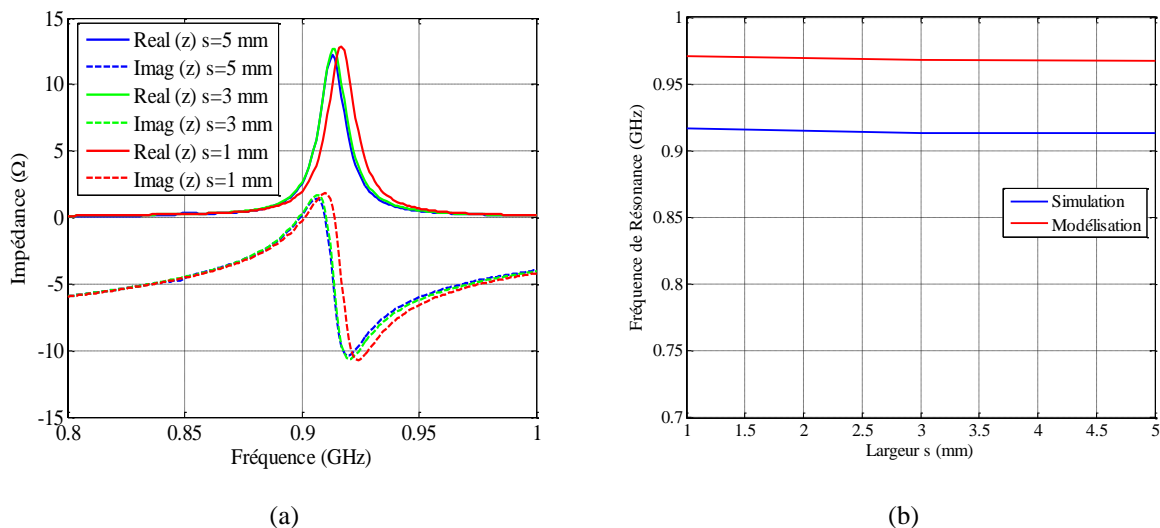 15
10
5
0
-5
-10
-15
0.8
0.85
0.9
0.95
1
Impédance (Ω)
Fréquence (GHz)
Real (z) s=5 mm
Imag (z) s=5 mm
Real (z) s=3 mm
Imag (z) s=3 mm
Real (z) s=1 mm
Imag (z) s=1 mm
(a)
1
0.95
0.9
0.85
0.8
0.75
0.7
1
1.5
2
2.5
3
3.5
4
4.5
5
Fréquence de Résonance (GHz)
Largeur s (mm)
Simulation
Modélisation
(b)